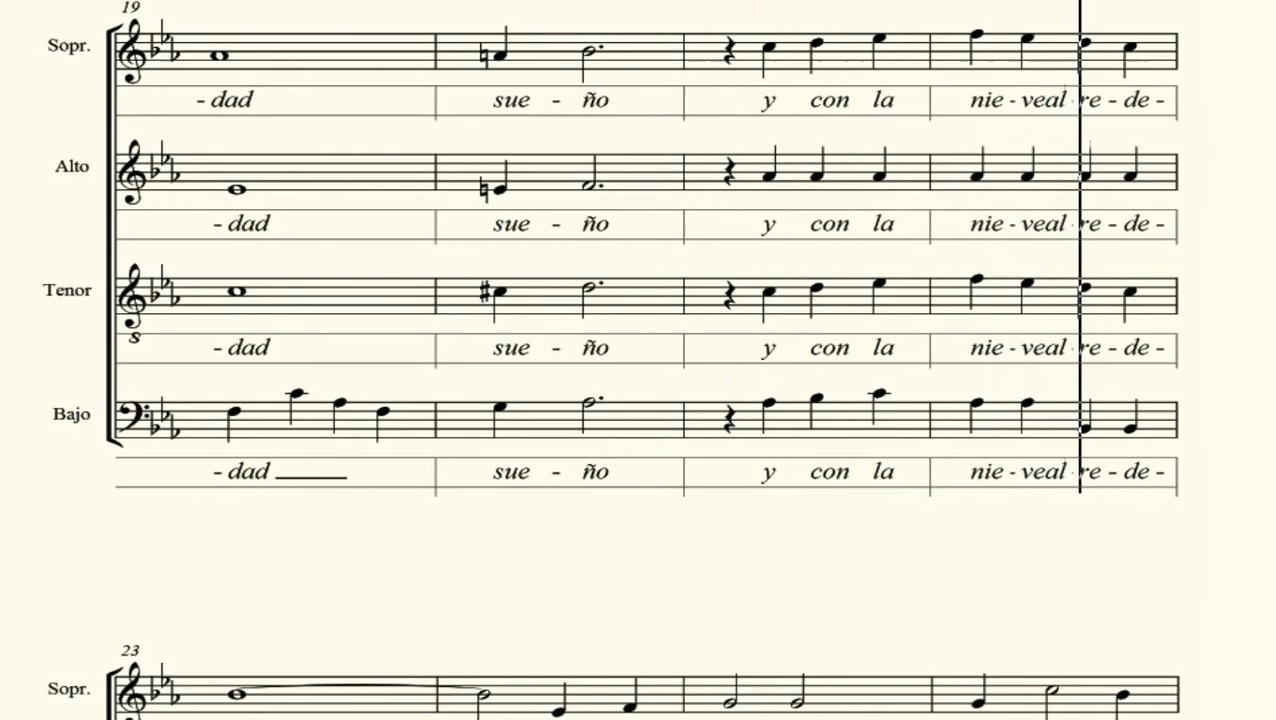 19
Sopr.
- dad sue - ño y con la nie - veal re - de -
Alto
- dad sue - ño y con la nie - veal re - de -
Tenor
8
- dad sue - ño y con la nie - veal re - de -
Bajo
- dad sue - ño y con la nie - veal re - de -
23
Sopr.